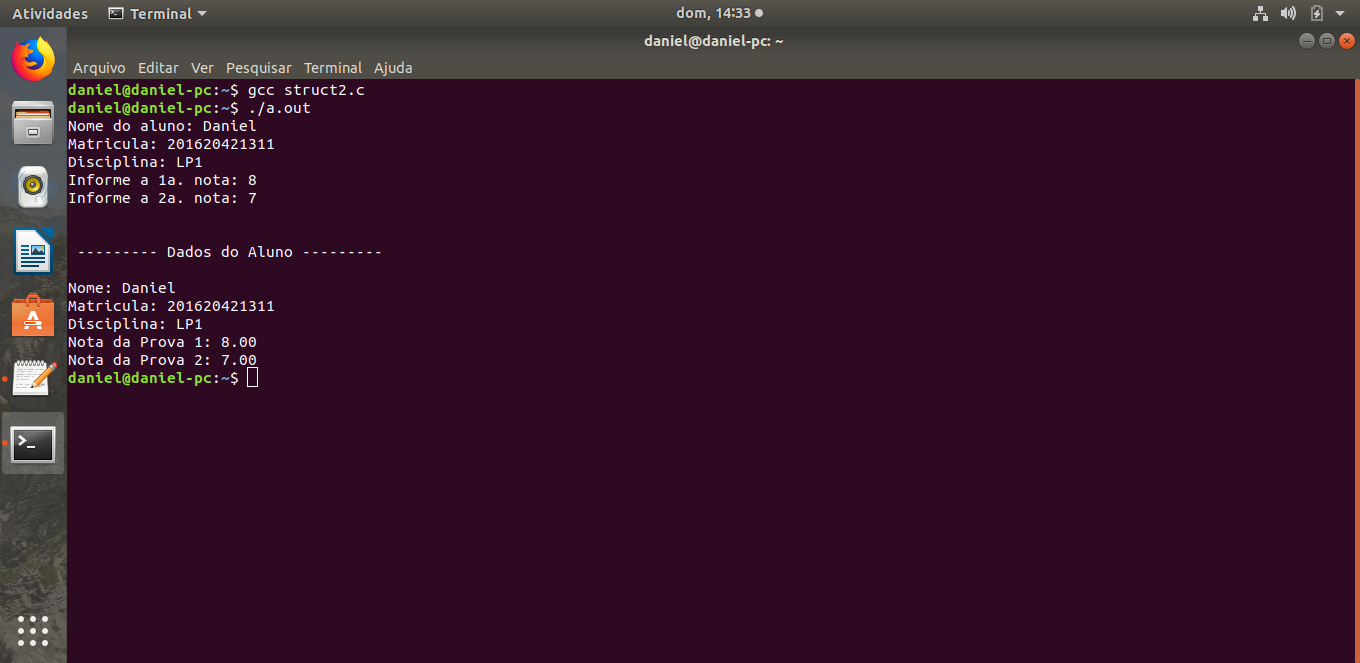 Atividades Terminal dom, 14:33
daniel@daniel-pc: ~
Arquivo Editar Ver Pesquisar Terminal Ajuda
daniel@daniel-pc:~$ gcc struct2.c
daniel@daniel-pc:~$ ./a.out
Nome do aluno: Daniel
Matricula: 201620421311
Disciplina: LP1
Informe a 1a. nota: 8
Informe a 2a. nota: 7
--------- Dados do Aluno ---------
Nome: Daniel
Matricula: 201620421311
Disciplina: LP1
Nota da Prova 1: 8.00
Nota da Prova 2: 7.00
daniel@daniel-pc:~$